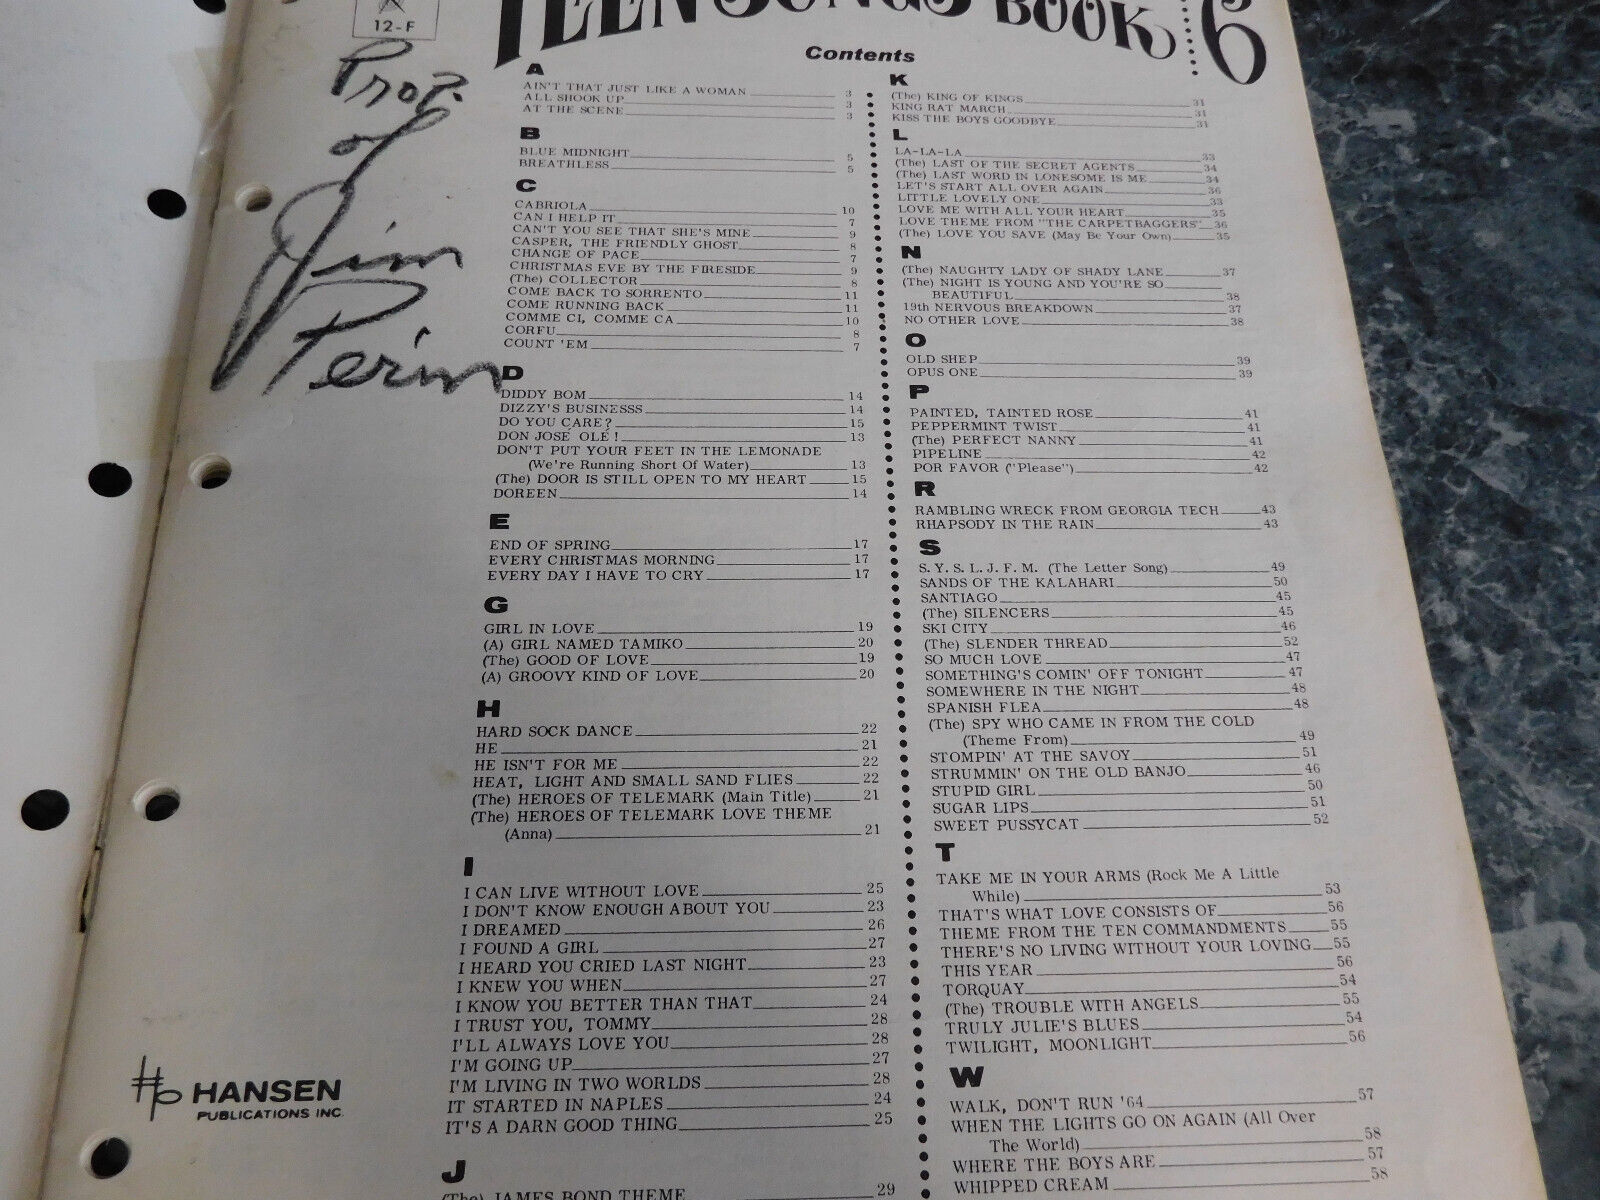 12-F
TEEN SONGS BOOK 6
Prop.
of
Jim
Perim
Contents
A
AIN'T THAT JUST LIKE A WOMAN 3
ALL SHOOK UP 3
AT THE SCENE 3
B
BLUE MIDNIGHT 5
BREATHLESS 5
C
CABRIOLA 10
CAN I HELP IT 7
CAN'T YOU SEE THAT SHE'S MINE 9
CASPER, THE FRIENDLY GHOST 8
CHANGE OF PACE 7
CHRISTMAS EVE BY THE FIRESIDE 9
(The) COLLECTOR 8
COME BACK TO SORRENTO 11
COME RUNNING BACK 11
COMME CI, COMME CA 10
CORFU 8
COUNT 'EM 7
D
DIDDY BOM 14
DIZZY'S BUSINESSS 14
DO YOU CARE? 15
DON JOSÉ OLÉ! 13
DON'T PUT YOUR FEET IN THE LEMONADE
(We're Running Short Of Water) 13
(The) DOOR IS STILL OPEN TO MY HEART 15
DOREEN 14
E
END OF SPRING 17
EVERY CHRISTMAS MORNING 17
EVERY DAY I HAVE TO CRY 17
G
GIRL IN LOVE 19
(A) GIRL NAMED TAMIKO 20
(The) GOOD OF LOVE 19
(A) GROOVY KIND OF LOVE 20
H
HARD SOCK DANCE 22
HE 21
HE ISN'T FOR ME 22
HEAT, LIGHT AND SMALL SAND FLIES 22
(The) HEROES OF TELEMARK (Main Title) 21
(The) HEROES OF TELEMARK LOVE THEME
(Anna) 21
I
I CAN LIVE WITHOUT LOVE 25
I DON'T KNOW ENOUGH ABOUT YOU 23
I DREAMED 26
I FOUND A GIRL 27
I HEARD YOU CRIED LAST NIGHT 23
I KNEW YOU WHEN 27
I KNOW YOU BETTER THAN THAT 24
I TRUST YOU, TOMMY 28
I'LL ALWAYS LOVE YOU 28
I'M GOING UP 27
I'M LIVING IN TWO WORLDS 28
IT STARTED IN NAPLES 24
IT'S A DARN GOOD THING 25
J
(The) JAMES BOND THEME 29
K
(The) KING OF KINGS 31
KING RAT MARCH 31
KISS THE BOYS GOODBYE 31
L
LA-LA-LA 33
(The) LAST OF THE SECRET AGENTS 34
(The) LAST WORD IN LONESOME IS ME 34
LET'S START ALL OVER AGAIN 36
LITTLE LOVELY ONE 33
LOVE ME WITH ALL YOUR HEART 35
LOVE THEME FROM "THE CARPETBAGGERS" 36
(The) LOVE YOU SAVE (May Be Your Own) 35
N
(The) NAUGHTY LADY OF SHADY LANE 37
(The) NIGHT IS YOUNG AND YOU'RE SO
BEAUTIFUL 38
19th NERVOUS BREAKDOWN 37
NO OTHER LOVE 38
O
OLD SHEP 39
OPUS ONE 39
P
PAINTED, TAINTED ROSE 41
PEPPERMINT TWIST 41
(The) PERFECT NANNY 41
PIPELINE 42
POR FAVOR ("Please") 42
R
RAMBLING WRECK FROM GEORGIA TECH 43
RHAPSODY IN THE RAIN 43
S
S. Y. S. L. J. F. M. (The Letter Song) 49
SANDS OF THE KALAHARI 50
SANTIAGO 45
(The) SILENCERS 45
SKI CITY 46
(The) SLENDER THREAD 52
SO MUCH LOVE 47
SOMETHING'S COMIN' OFF TONIGHT 47
SOMEWHERE IN THE NIGHT 48
SPANISH FLEA 48
(The) SPY WHO CAME IN FROM THE COLD
(Theme From) 49
STOMPIN' AT THE SAVOY 51
STRUMMIN' ON THE OLD BANJO 46
STUPID GIRL 50
SUGAR LIPS 51
SWEET PUSSYCAT 52
T
TAKE ME IN YOUR ARMS (Rock Me A Little
While) 53
THAT'S WHAT LOVE CONSISTS OF 56
THEME FROM THE TEN COMMANDMENTS 55
THERE'S NO LIVING WITHOUT YOUR LOVING 55
THIS YEAR 56
TORQUAY 54
(The) TROUBLE WITH ANGELS 55
TRULY JULIE'S BLUES 54
TWILIGHT, MOONLIGHT 56
W
WALK, DON'T RUN '64 57
WHEN THE LIGHTS GO ON AGAIN (All Over
The World) 58
WHERE THE BOYS ARE 57
WHIPPED CREAM 58
HP HANSEN
PUBLICATIONS INC.